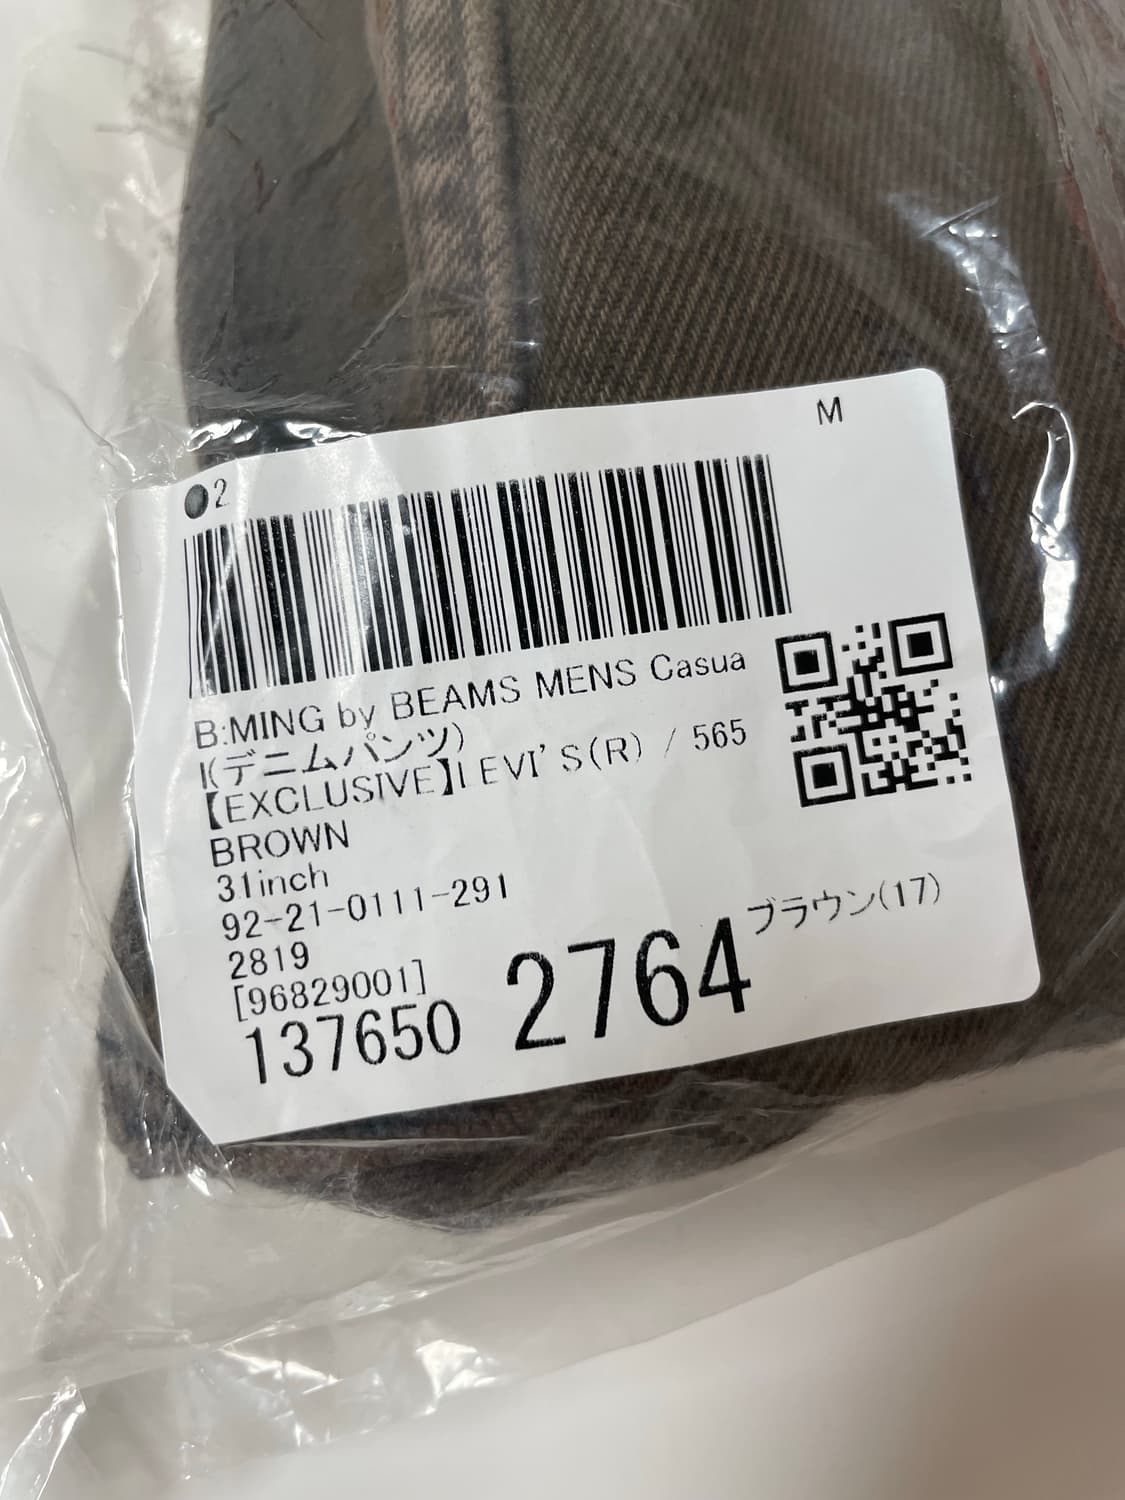 M
●2
B:MING by BEAMS MENS Casua
l(デニムパンツ)
【EXCLUSIVE】LEVI'S(R) / 565
BROWN
31inch
92-21-0111-291
2819
ブラウン(17)
[96829001]
137650 2764